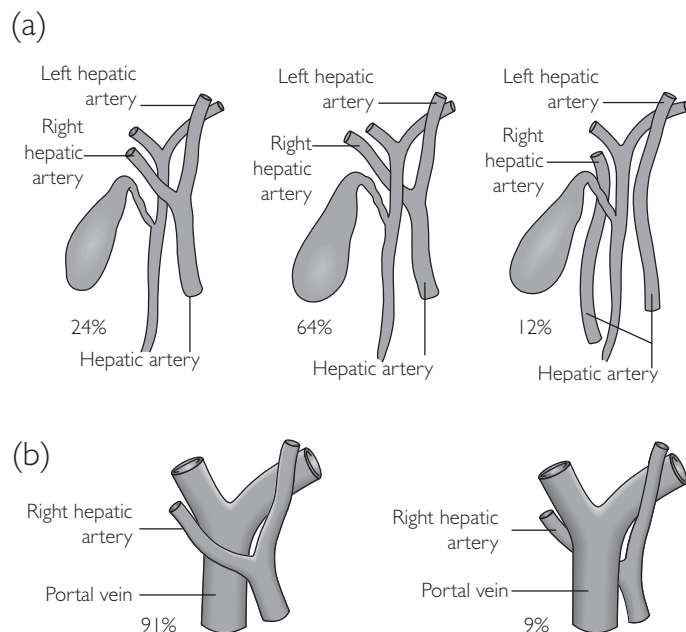 (a)
Left hepatic
artery
Right
hepatic
artery
24%
Hepatic artery
Left hepatic
artery
Right
hepatic
artery
64%
Hepatic artery
Left hepatic
artery
Right
hepatic
artery
12%
Hepatic artery
(b)
Right hepatic
artery
Portal vein
91%
Right hepatic
artery
Portal vein
9%